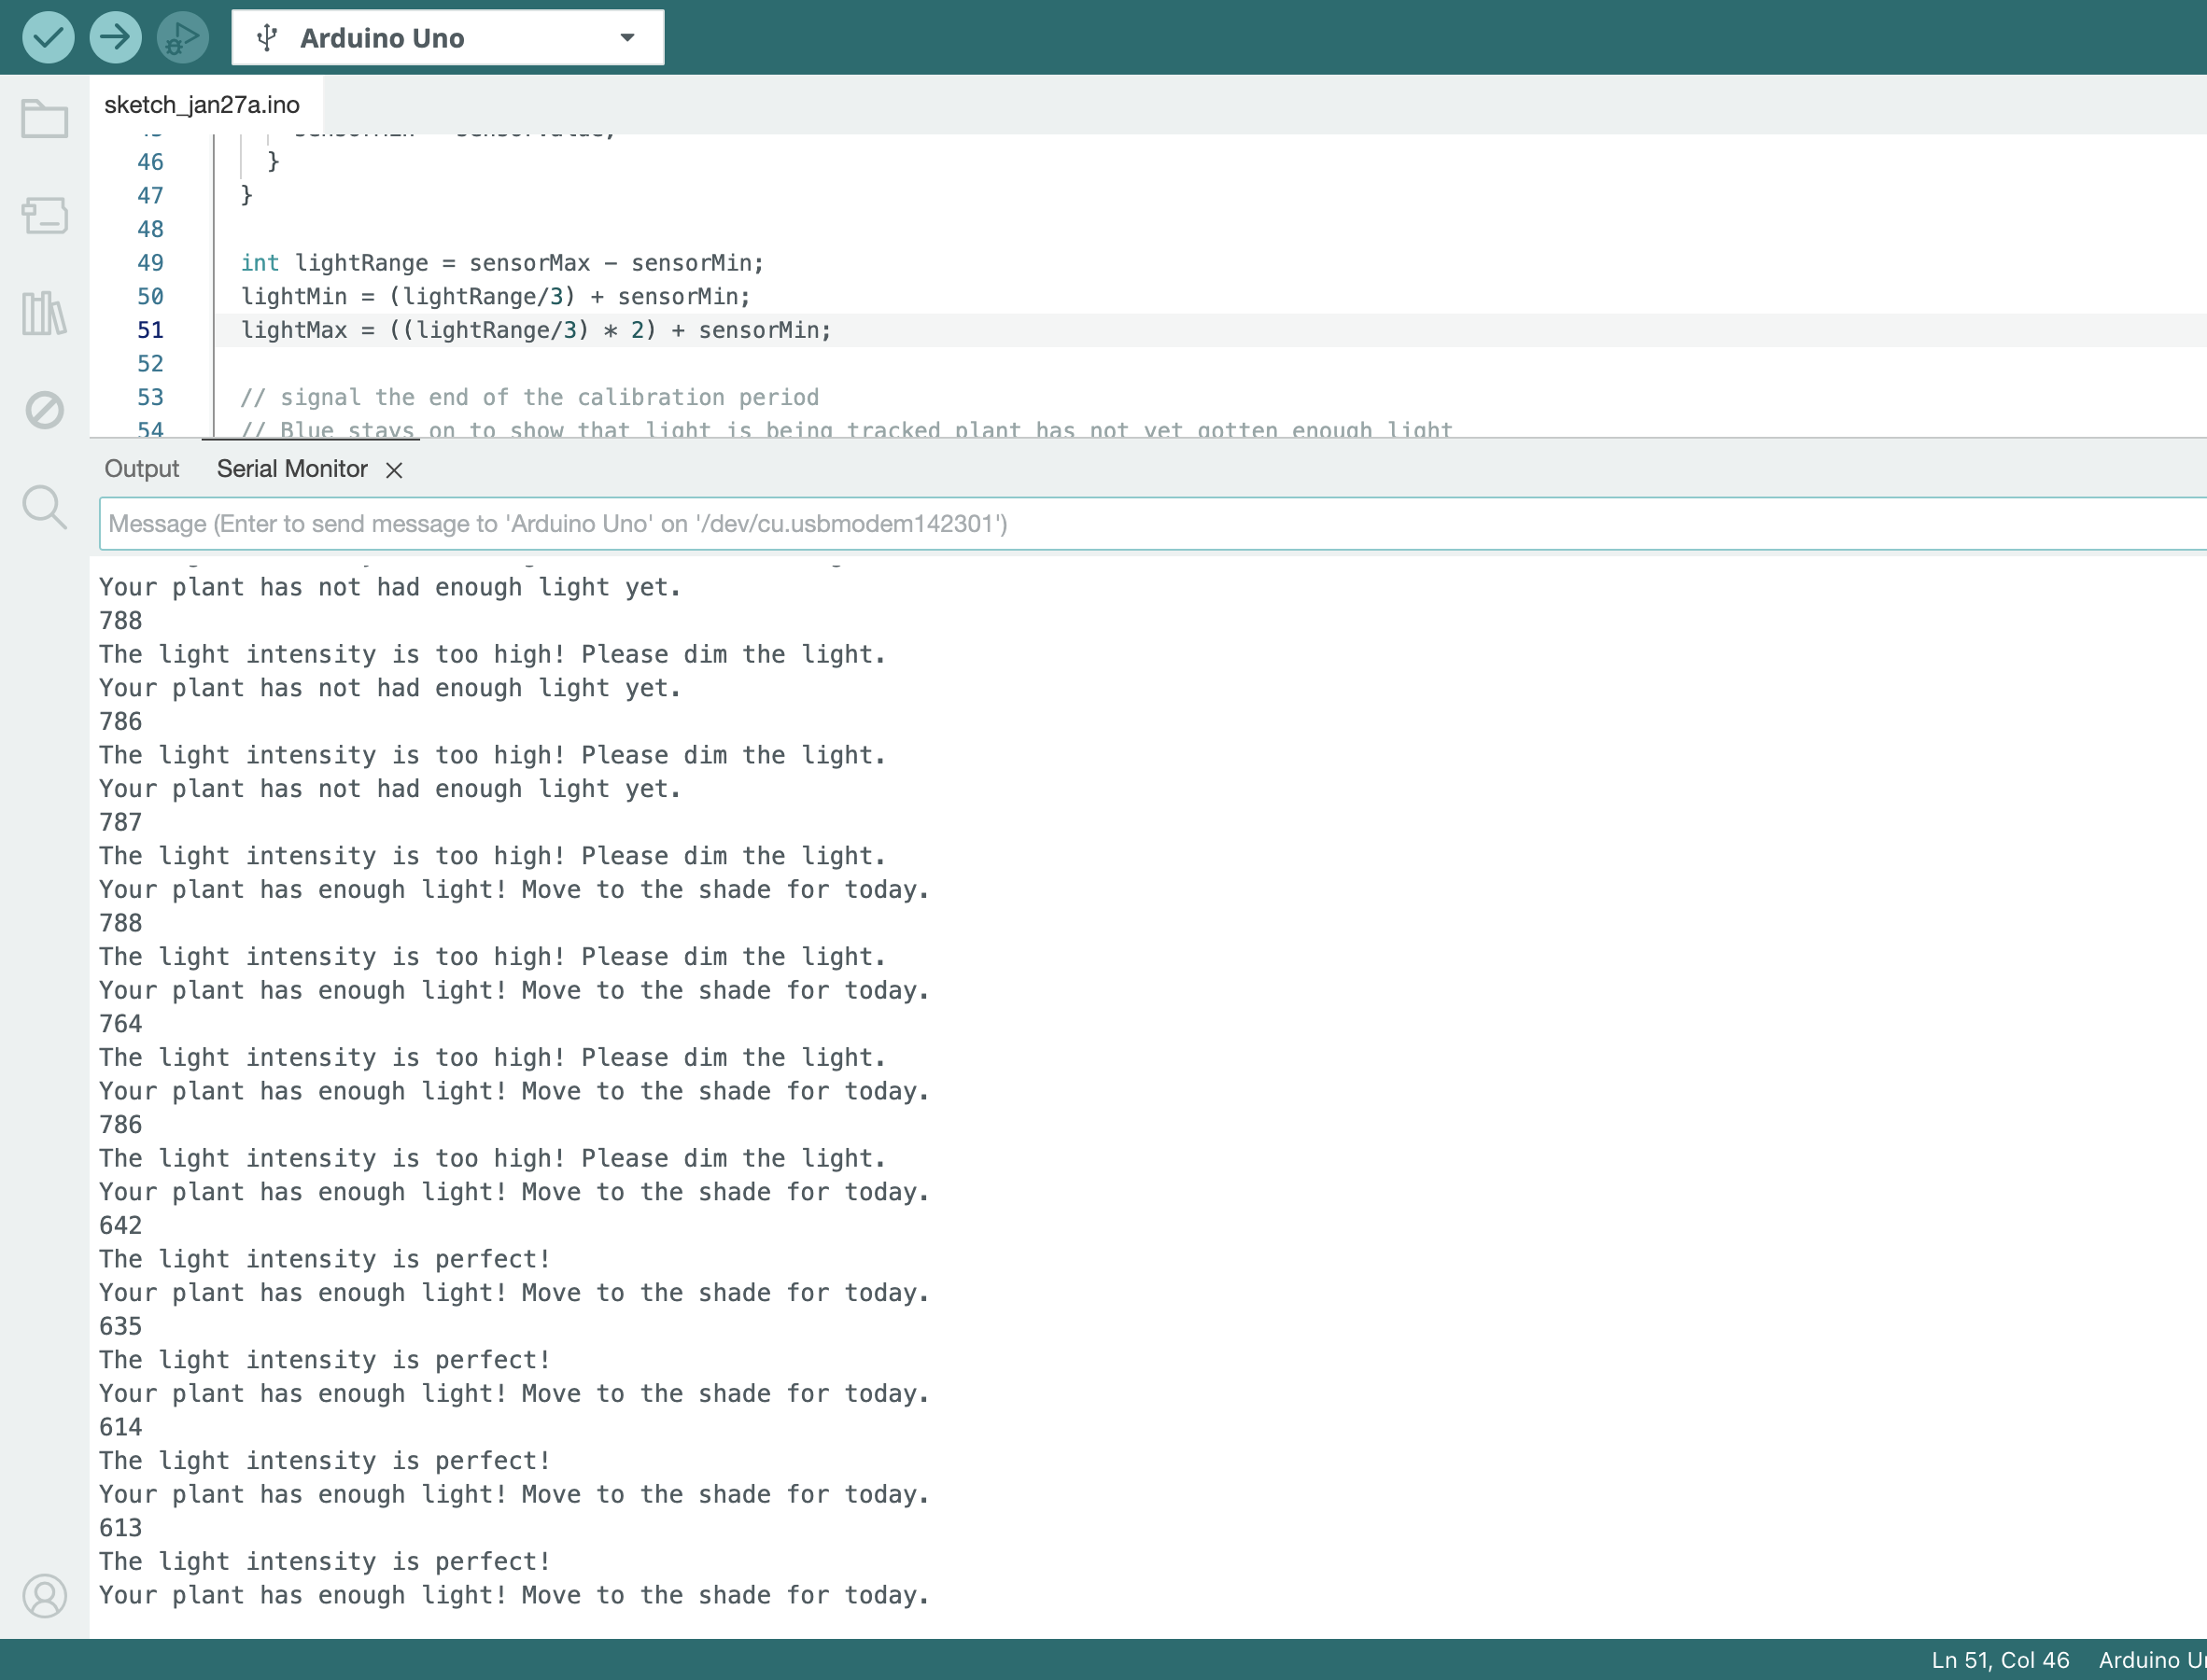 Arduino Uno
sketch_jan27a.ino
46 }
47 }
48
49 int lightRange = sensorMax - sensorMin;
50 lightMin = (lightRange/3) + sensorMin;
51 lightMax = ((lightRange/3) * 2) + sensorMin;
52
53 // signal the end of the calibration period
54 // Blue stays on to show that light is being tracked plant has not yet gotten enough light
Output Serial Monitor
Message (Enter to send message to 'Arduino Uno' on '/dev/cu.usbmodem142301')
Your plant has not had enough light yet.
788
The light intensity is too high! Please dim the light.
Your plant has not had enough light yet.
786
The light intensity is too high! Please dim the light.
Your plant has not had enough light yet.
787
The light intensity is too high! Please dim the light.
Your plant has enough light! Move to the shade for today.
788
The light intensity is too high! Please dim the light.
Your plant has enough light! Move to the shade for today.
764
The light intensity is too high! Please dim the light.
Your plant has enough light! Move to the shade for today.
786
The light intensity is too high! Please dim the light.
Your plant has enough light! Move to the shade for today.
642
The light intensity is perfect!
Your plant has enough light! Move to the shade for today.
635
The light intensity is perfect!
Your plant has enough light! Move to the shade for today.
614
The light intensity is perfect!
Your plant has enough light! Move to the shade for today.
613
The light intensity is perfect!
Your plant has enough light! Move to the shade for today.
Ln 51, Col 46 Arduino